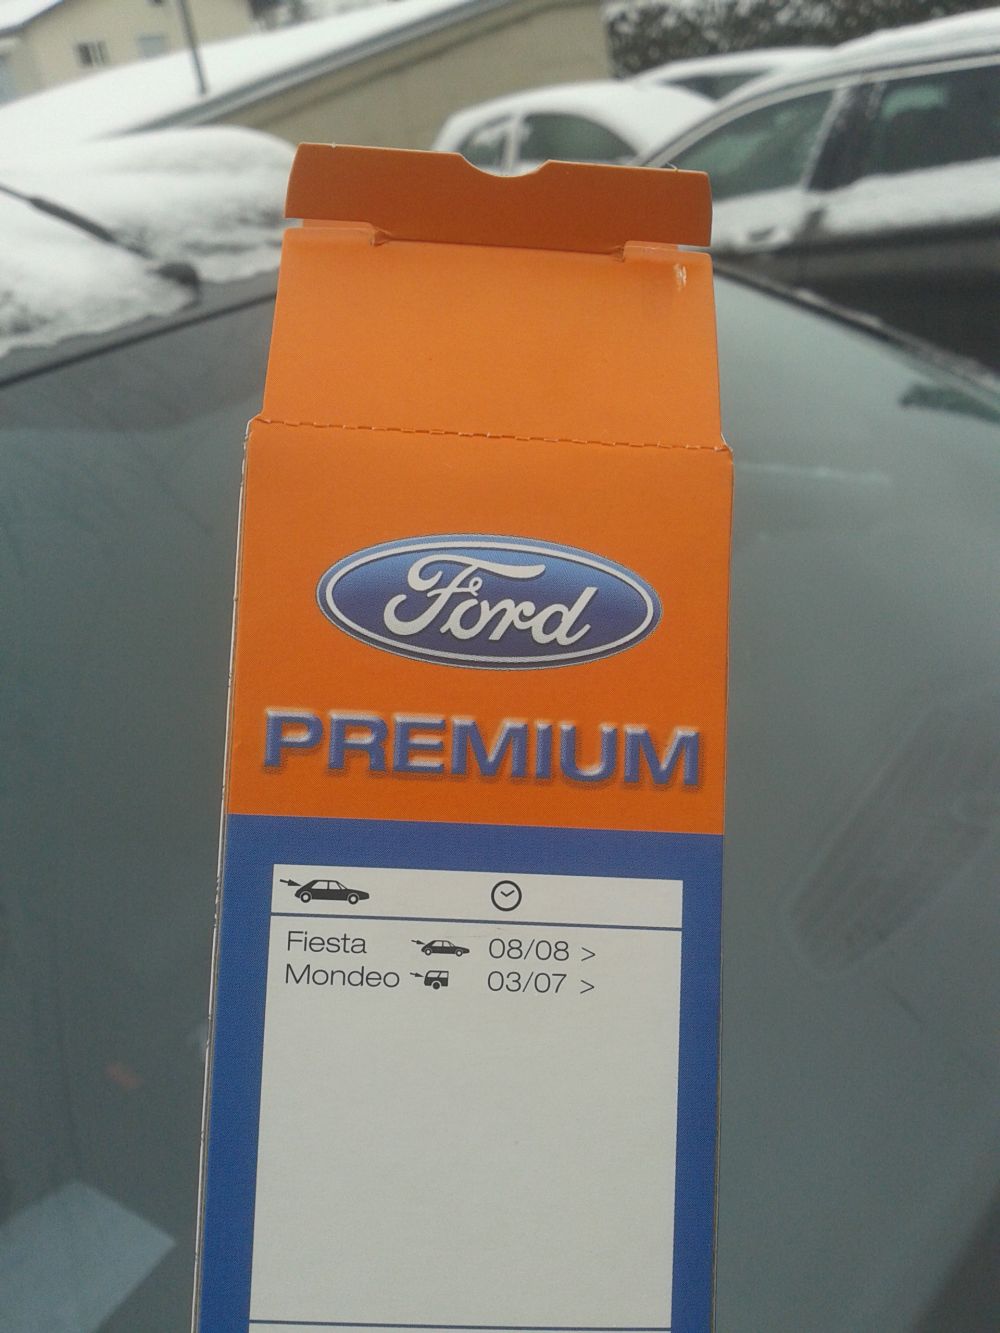 Ford
PREMIUM
Fiesta 08/08 >
Mondeo 03/07 >